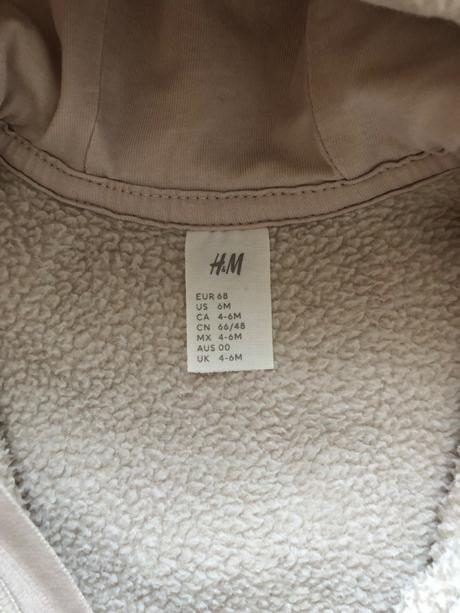 H&M
EUR 68
US 6M
CA 4-6M
CN 66/48
MX 4-6M
AUS 00
UK 4-6M